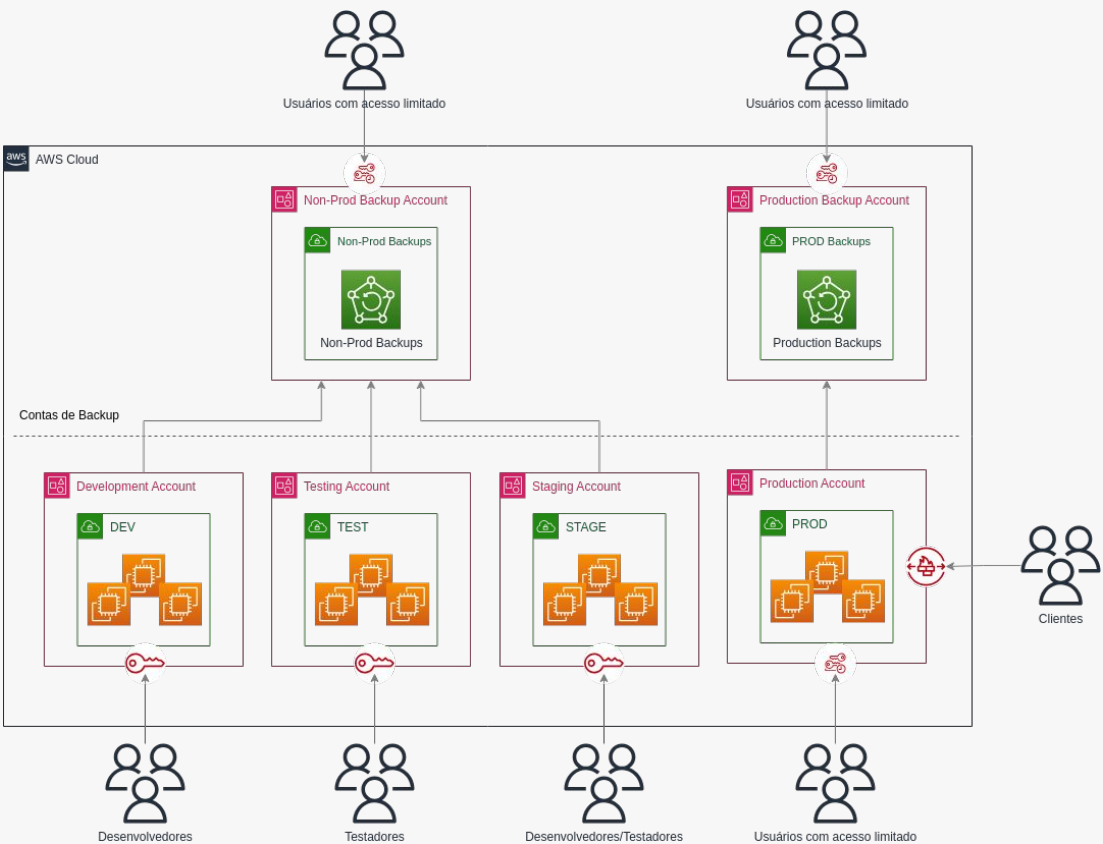 Usuários com acesso limitado
Usuários com acesso limitado
aws
AWS Cloud
Non-Prod Backup Account
Production Backup Account
Non-Prod Backups
PROD Backups
Non-Prod Backups
Production Backups
Contas de Backup
Development Account
Testing Account
Staging Account
Production Account
DEV
TEST
STAGE
PROD
Clientes
Desenvolvedores
Testadores
Desenvolvedores/Testadores
Usuários com acesso limitado